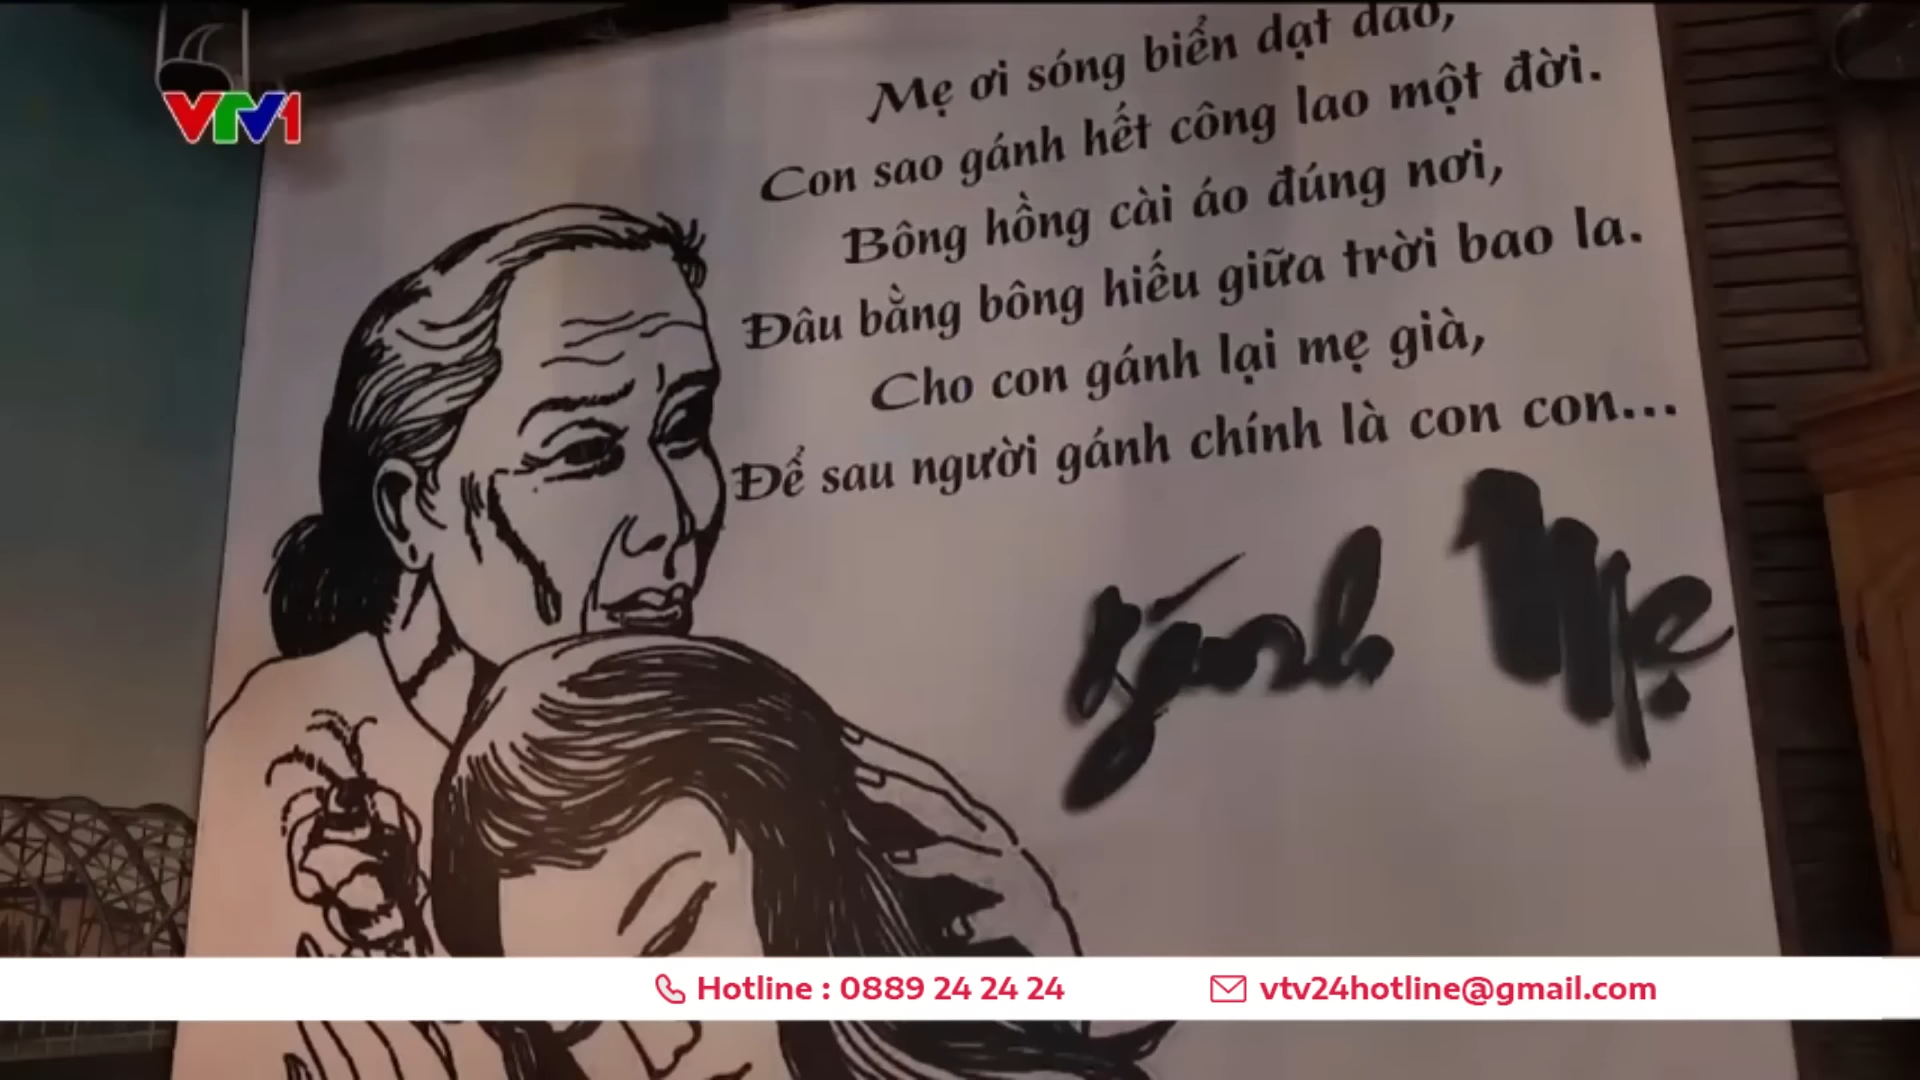 VTV1
Mẹ ơi sóng biển dạt dào,
Con sao gánh hết công lao một đời.
Bông hồng cài áo đúng nơi,
Đâu bằng bông hiếu giữa trời bao la.
Cho con gánh lại mẹ già,
Để sau người gánh chính là con con...
Gánh Mẹ
Hotline : 0889 24 24 24
vtv24hotline@gmail.com